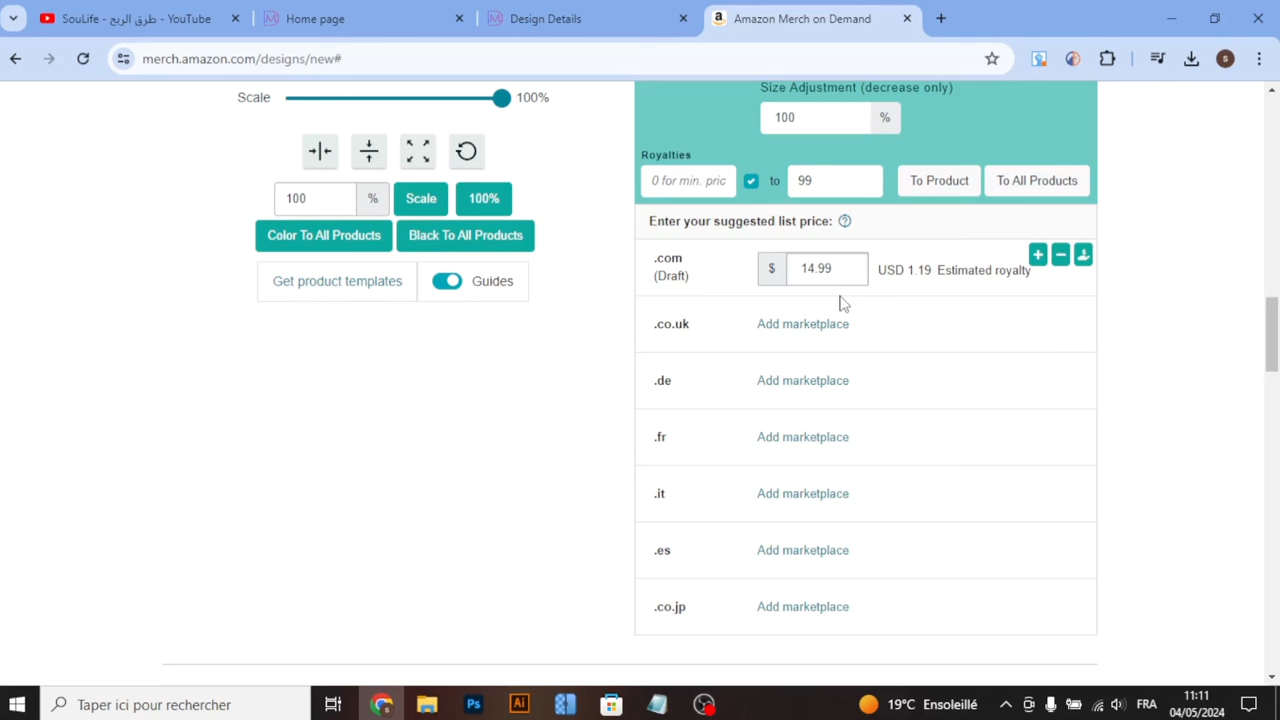 SouLife - طرق الربح - YouTube
Home page
Design Details
Amazon Merch on Demand
merch.amazon.com/designs/new#
s
Scale 100%
100 % Scale 100%
Color To All Products Black To All Products
Get product templates Guides
Size Adjustment (decrease only)
100 %
Royalties
0 for min. pric to 99 To Product To All Products
Enter your suggested list price:
.com
(Draft)
$ 14.99 USD 1.19 Estimated royalty
.co.uk Add marketplace
.de Add marketplace
.fr Add marketplace
.it Add marketplace
.es Add marketplace
.co.jp Add marketplace
Taper ici pour rechercher
Ps
Ai
19°C Ensoleillé
FRA
11:11
04/05/2024